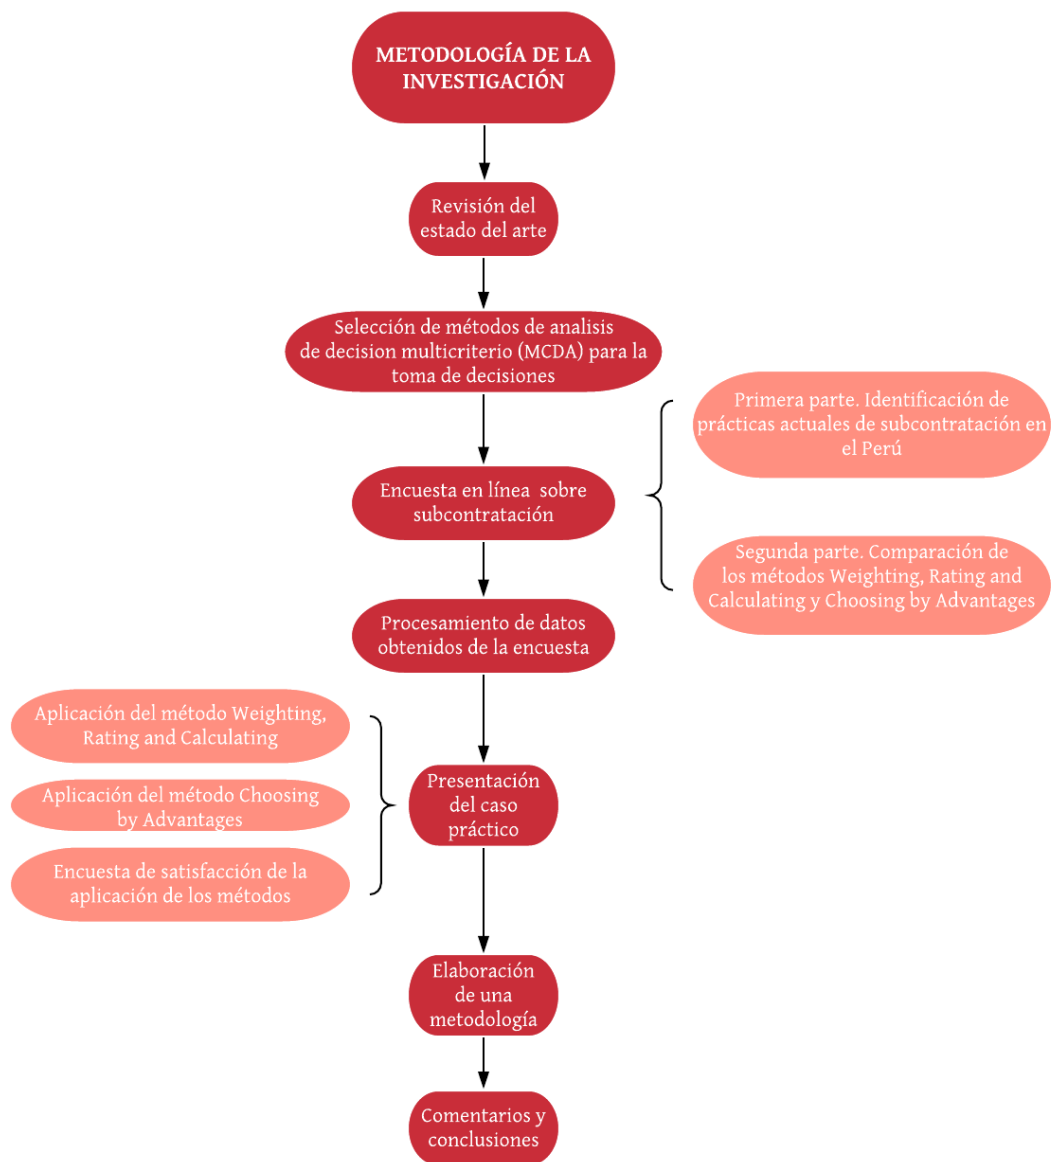 METODOLOGÍA DE LA
INVESTIGACIÓN
Revisión del
estado del arte
Selección de métodos de analisis
de decision multicriterio (MCDA) para la
toma de decisiones
Encuesta en línea sobre
subcontratación
Primera parte. Identificación de
prácticas actuales de subcontratación en
el Perú
Segunda parte. Comparación de
los métodos Weighting, Rating and
Calculating y Choosing by Advantages
Procesamiento de datos
obtenidos de la encuesta
Presentación
del caso
práctico
Aplicación del método Weighting,
Rating and Calculating
Aplicación del método Choosing
by Advantages
Encuesta de satisfacción de la
aplicación de los métodos
Elaboración
de una
metodología
Comentarios y
conclusiones